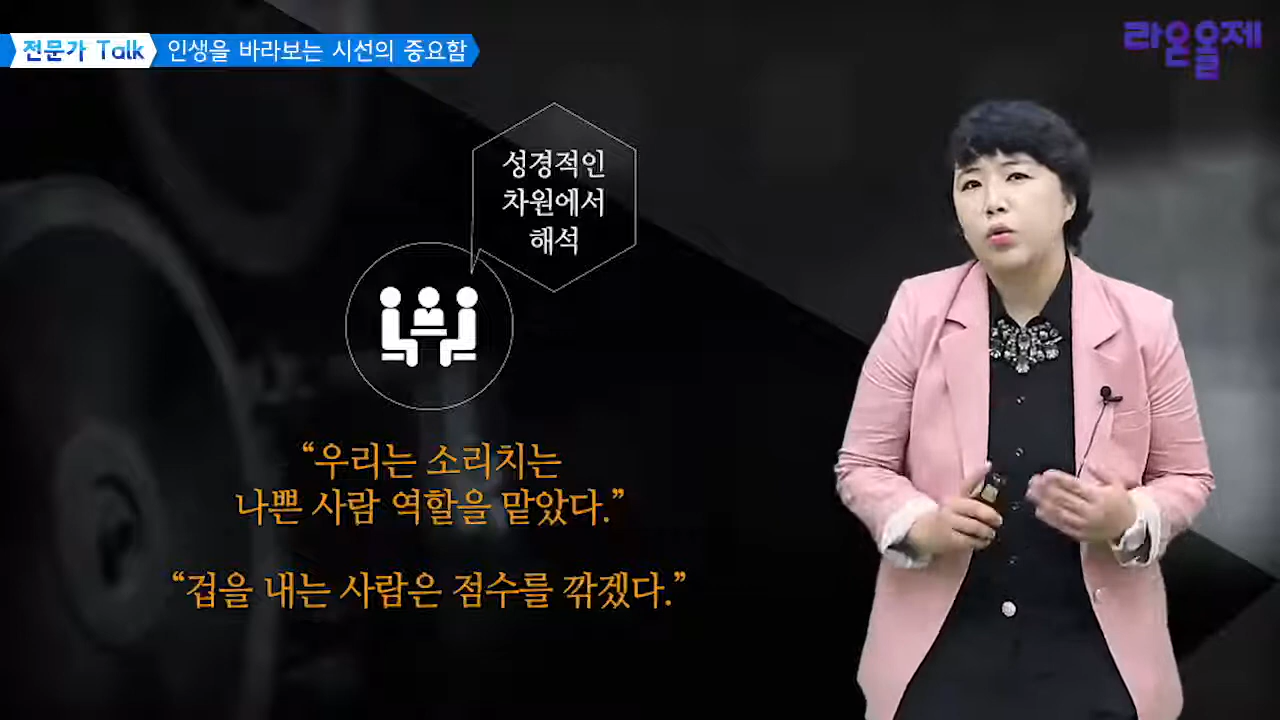 전문가 Talk 인생을 바라보는 시선의 중요함
라온올제
성경적인
차원에서
해석
“우리는 소리치는
나쁜 사람 역할을 맡았다.”
“겁을 내는 사람은 점수를 깎겠다.”